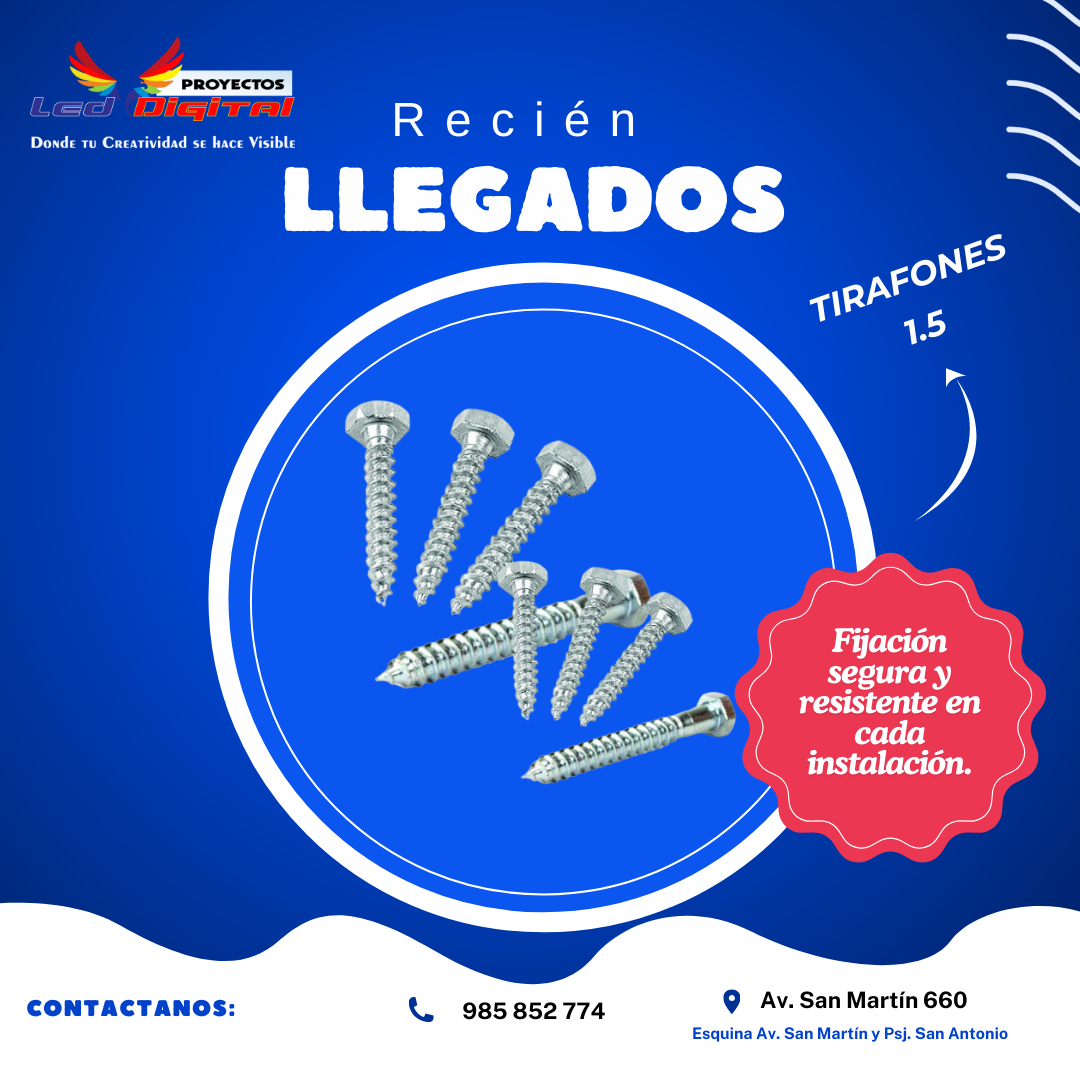 PROYECTOS
Led Digital
Donde tu Creatividad se hace Visible
Recién
LLEGADOS
TIRAFONES
1.5
Fijación
segura y
resistente en
cada
instalación.
CONTACTANOS:
985 852 774
Av. San Martín 660
Esquina Av. San Martín y Psj. San Antonio